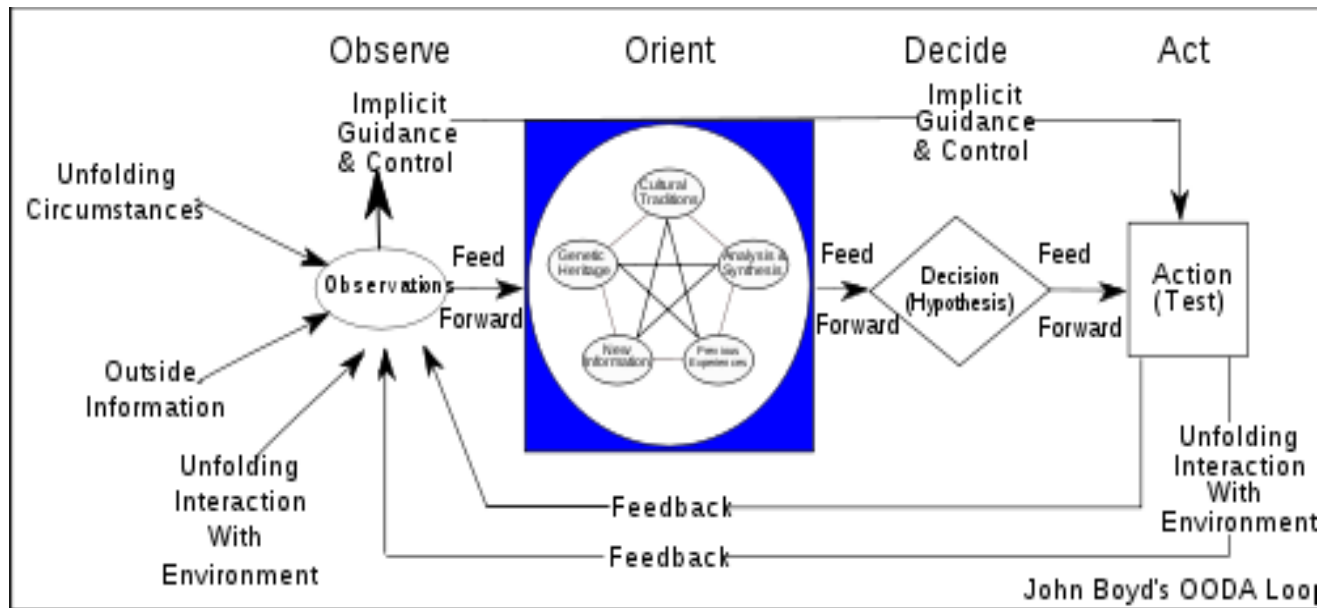 Observe
Orient
Decide
Act
Implicit
Guidance
& Control
Implicit
Guidance
& Control
Unfolding
Circumstances
Observations
Feed
Forward
Cultural
Traditions
Genetic
Heritage
Analysis &
Synthesis
New
Information
Previous
Experiences
Feed
Forward
Decision
(Hypothesis)
Feed
Forward
Action
(Test)
Outside
Information
Unfolding
Interaction
With
Environment
Unfolding
Interaction
With
Environment
Feedback
Feedback
John Boyd's OODA Loop